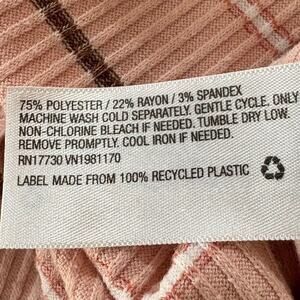 75% POLYESTER / 22% RAYON / 3% SPANDEX
MACHINE WASH COLD SEPARATELY. GENTLE CYCLE. ONLY
NON-CHLORINE BLEACH IF NEEDED. TUMBLE DRY LOW.
REMOVE PROMPTLY. COOL IRON IF NEEDED.
RN17730 VN1981170
LABEL MADE FROM 100% RECYCLED PLASTIC